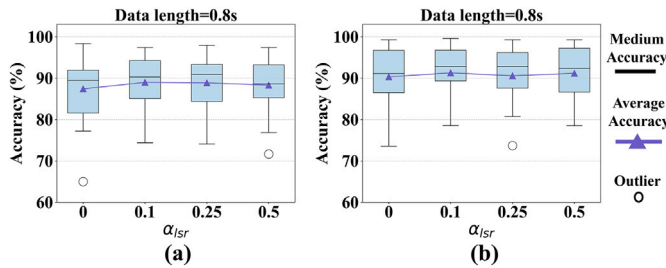 Data length=0.8s
Accuracy (%)
100
90
80
70
60
0 0.1 0.25 0.5
αlsr
(a)
Data length=0.8s
Accuracy (%)
100
90
80
70
60
0 0.1 0.25 0.5
αlsr
(b)
Medium
Accuracy
Average
Accuracy
Outlier